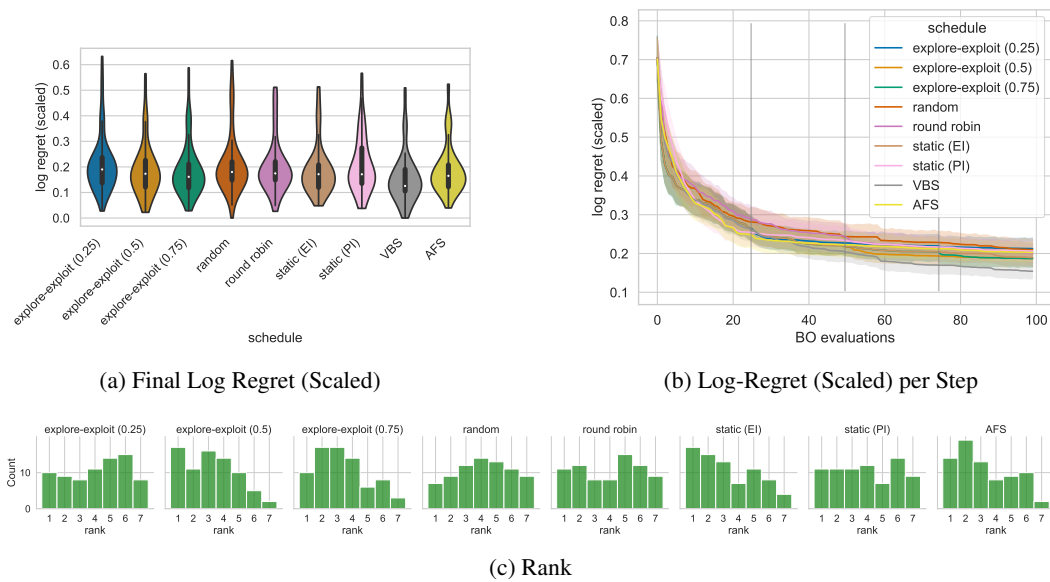 0.6
0.5
0.4
0.3
0.2
0.1
0.0
log regret (scaled)
explore-exploit (0.25)
explore-exploit (0.5)
explore-exploit (0.75)
random
round robin
static (EI)
static (PI)
VBS
AFS
schedule
(a) Final Log Regret (Scaled)
0.8
0.7
0.6
0.5
0.4
0.3
0.2
0.1
log regret (scaled)
schedule
explore-exploit (0.25)
explore-exploit (0.5)
explore-exploit (0.75)
random
round robin
static (EI)
static (PI)
VBS
AFS
0 20 40 60 80 100
BO evaluations
(b) Log-Regret (Scaled) per Step
explore-exploit (0.25) explore-exploit (0.5) explore-exploit (0.75) random round robin static (EI) static (PI) AFS
Count
10
0
1 2 3 4 5 6 7 1 2 3 4 5 6 7 1 2 3 4 5 6 7 1 2 3 4 5 6 7 1 2 3 4 5 6 7 1 2 3 4 5 6 7 1 2 3 4 5 6 7 1 2 3 4 5 6 7
rank rank rank rank rank rank rank rank
(c) Rank